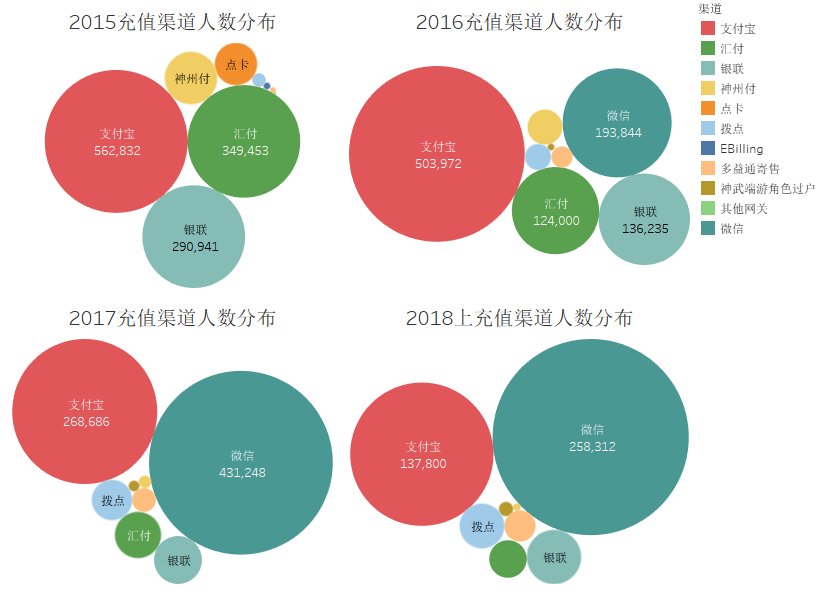 2015充值渠道人数分布
神州付
点卡
支付宝
562,832
汇付
349,453
银联
290,941
2016充值渠道人数分布
支付宝
503,972
微信
193,844
汇付
124,000
银联
136,235
渠道
支付宝
汇付
银联
神州付
点卡
拨点
EBilling
多益通寄售
神武端游角色过户
其他网关
微信
2017充值渠道人数分布
支付宝
268,686
微信
431,248
拨点
汇付
银联
2018上充值渠道人数分布
支付宝
137,800
微信
258,312
拨点
银联